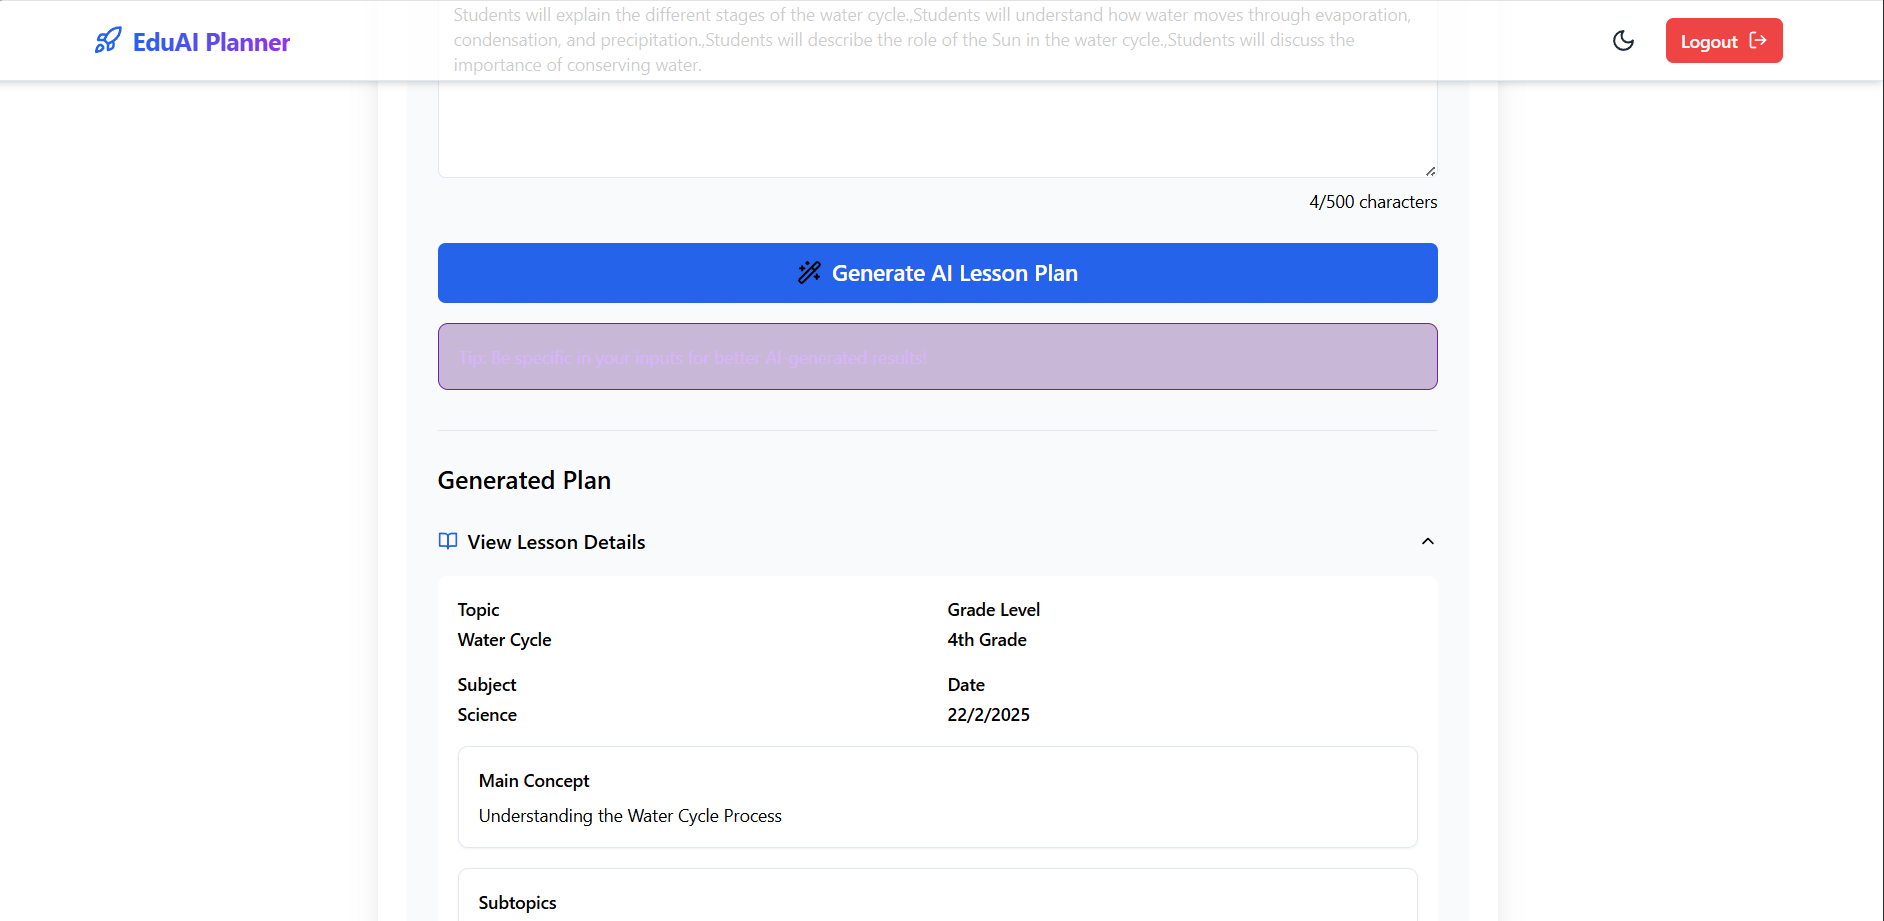 Students will explain the different stages of the water cycle.,Students will understand how water moves through evaporation,
condensation, and precipitation.,Students will describe the role of the Sun in the water cycle.,Students will discuss the
importance of conserving water.
EduAI Planner
Logout
4/500 characters
Generate AI Lesson Plan
Tip: Be specific in your inputs for better AI-generated results!
Generated Plan
View Lesson Details
Topic
Water Cycle
Grade Level
4th Grade
Subject
Science
Date
22/2/2025
Main Concept
Understanding the Water Cycle Process
Subtopics